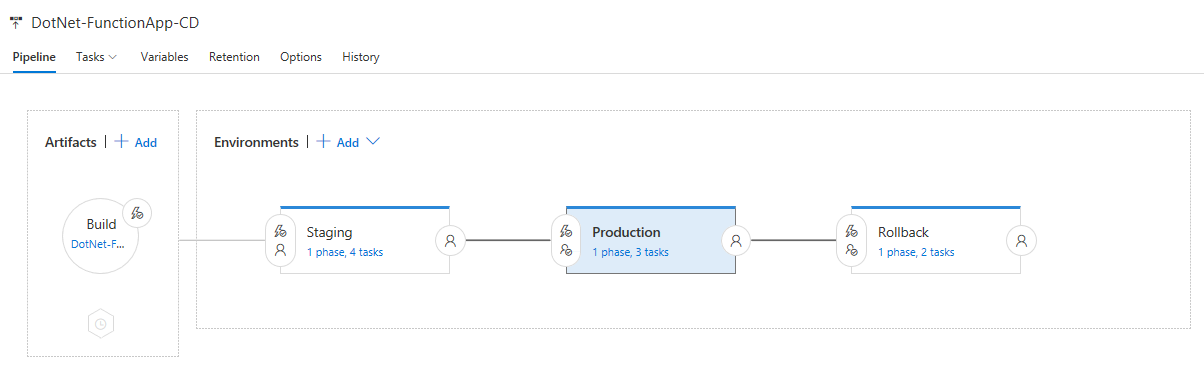 DotNet-FunctionApp-CD
Pipeline Tasks Variables Retention Options History
Artifacts | + Add
Environments | + Add
Build
DotNet-F...
Staging
1 phase, 4 tasks
Production
1 phase, 3 tasks
Rollback
1 phase, 2 tasks